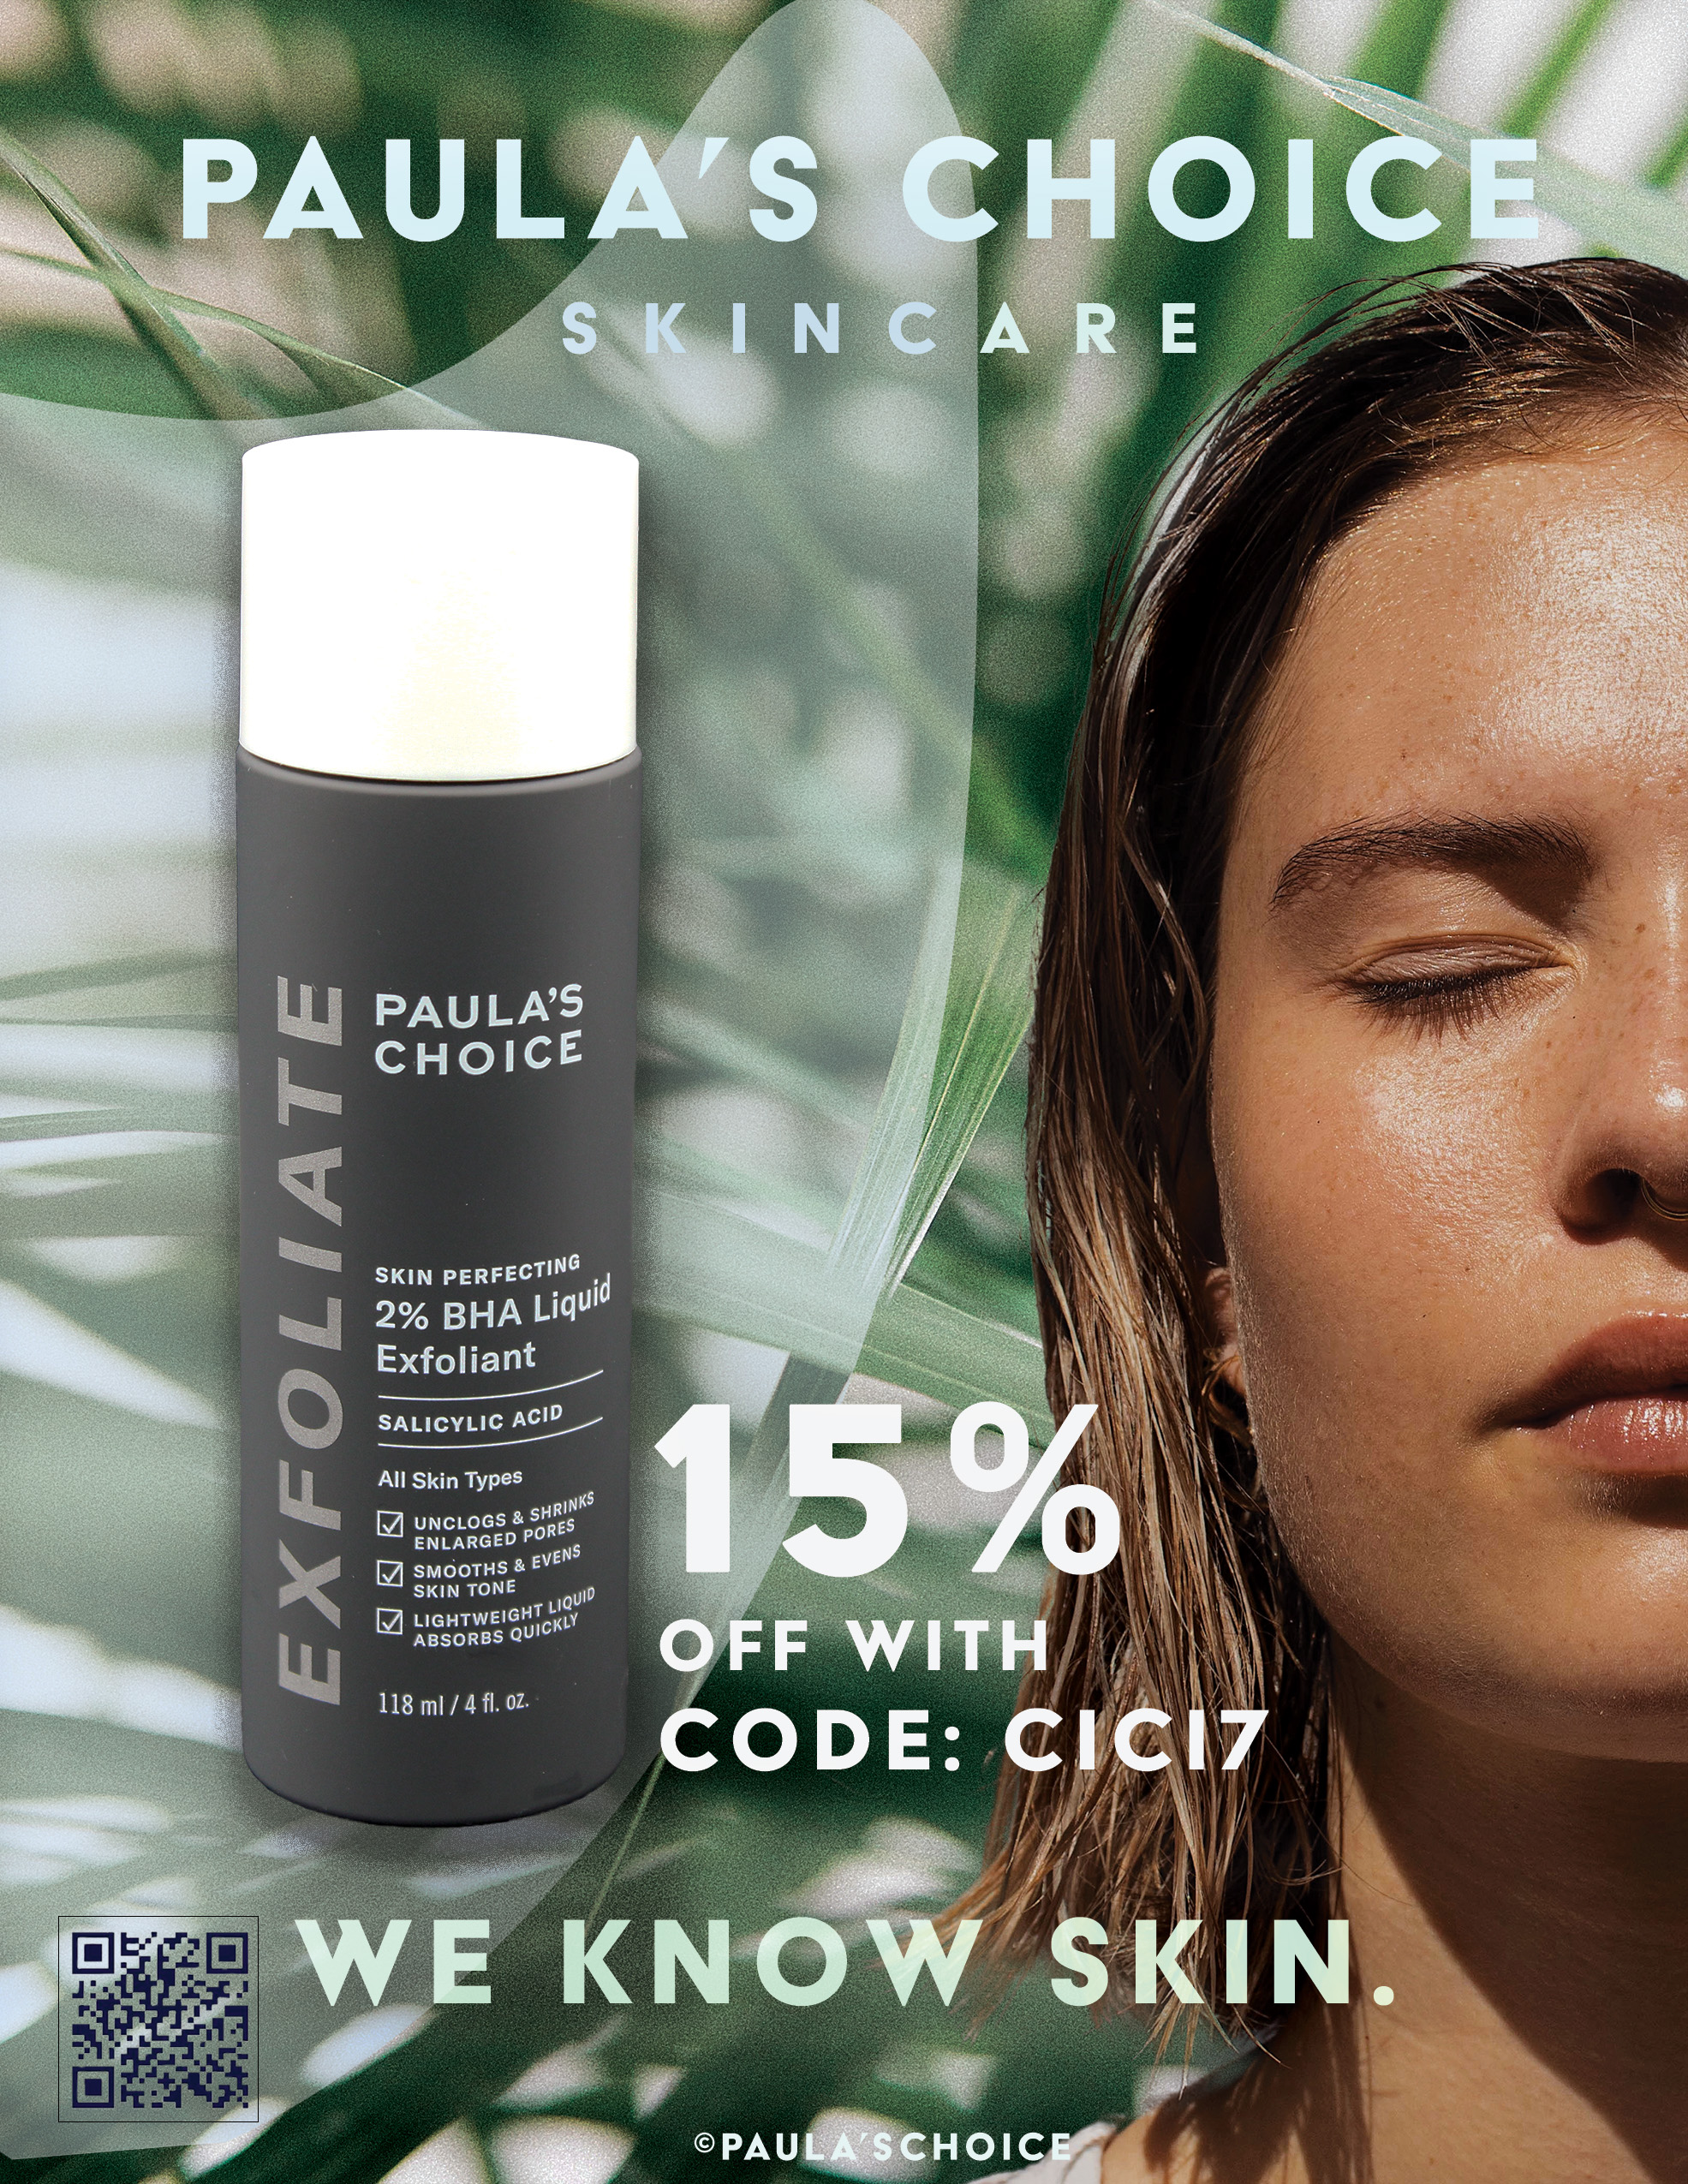 PAULA'S CHOICE
SKINCARE
EXFOLIATE
PAULA'S
CHOICE
SKIN PERFECTING
2% BHA Liquid
Exfoliant
SALICYLIC ACID
All Skin Types
UNCLOGS & SHRINKS
ENLARGED PORES
SMOOTHS & EVENS
SKIN TONE
LIGHTWEIGHT LIQUID
ABSORBS QUICKLY
118 ml / 4 fl. oz.
15%
OFF WITH
CODE: CICI7
WE KNOW SKIN.
©PAULA'SCHOICE